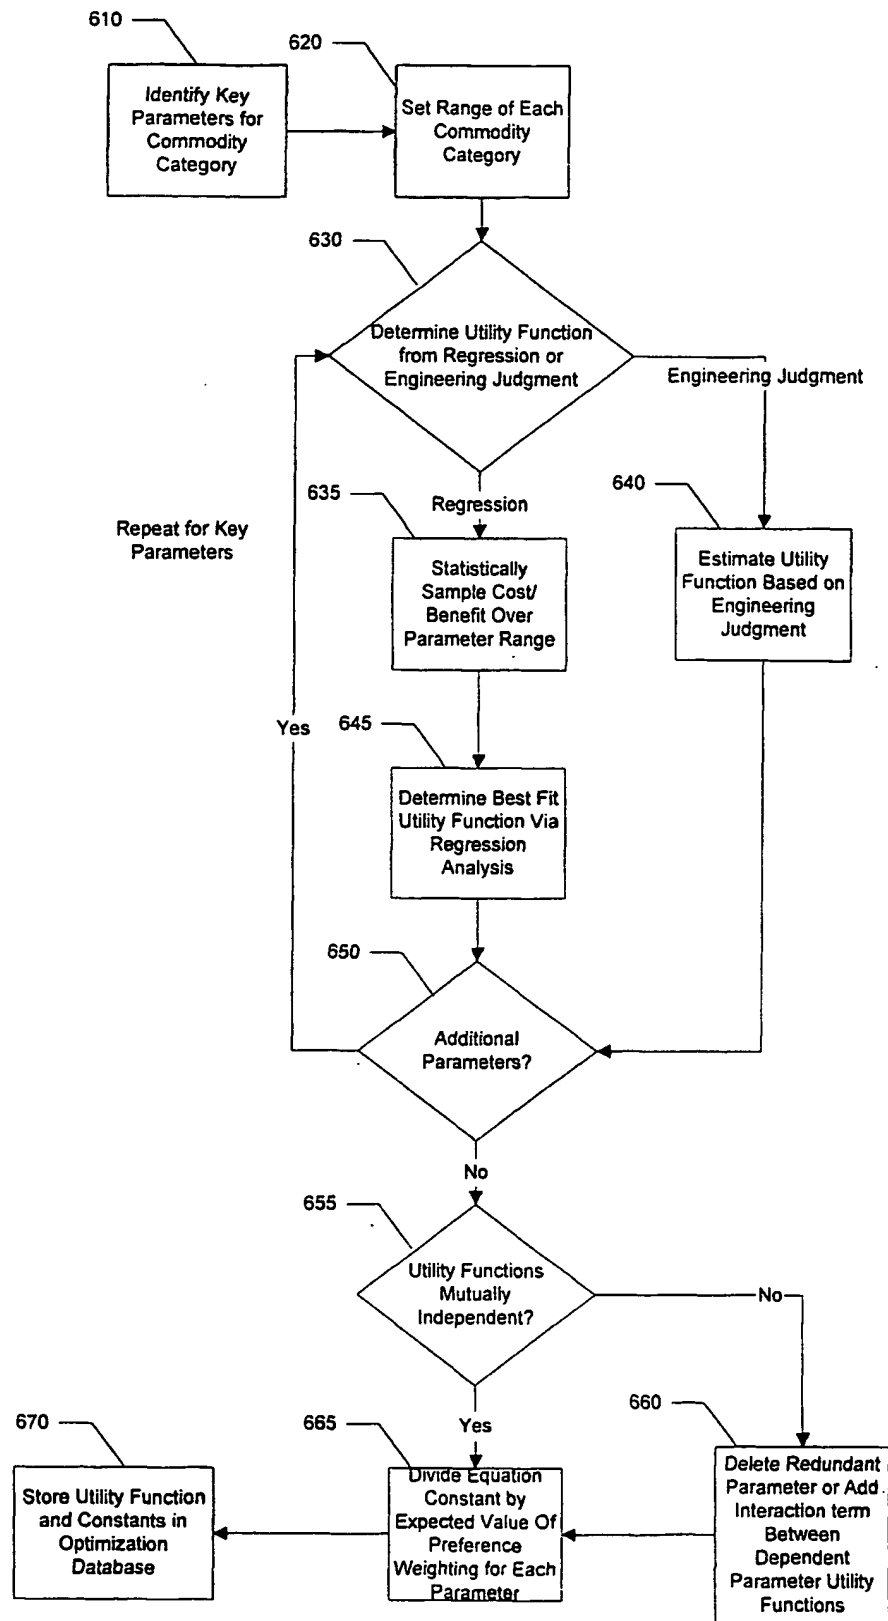 610
Identify Key
Parameters for
Commodity
Category
620
Set Range of Each
Commodity
Category
630
Determine Utility Function
from Regression or
Engineering Judgment
Engineering Judgment
Regression
635
Statistically
Sample Cost/
Benefit Over
Parameter Range
640
Estimate Utility
Function Based on
Engineering
Judgment
Repeat for Key
Parameters
Yes
645
Determine Best Fit
Utility Function Via
Regression
Analysis
650
Additional
Parameters?
No
655
Utility Functions
Mutually
Independent?
No
Yes
660
Delete Redundant
Parameter or Add
Interaction term
Between
Dependent
Parameter Utility
Functions
665
Divide Equation
Constant by
Expected Value Of
Preference
Weighting for Each
Parameter
670
Store Utility Function
and Constants in
Optimization
Database